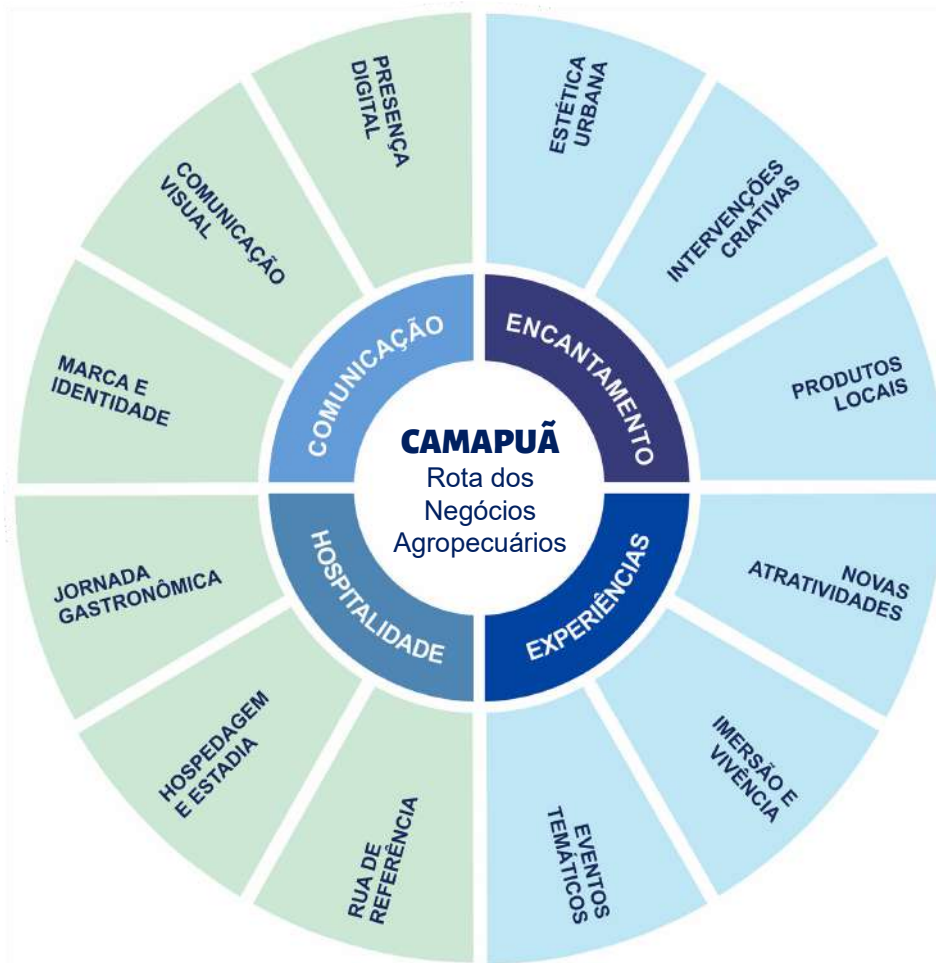 PRESENÇA
DIGITAL
ESTÉTICA
URBANA
COMUNICAÇÃO
VISUAL
INTERVENÇÕES
CRIATIVAS
MARCA E
IDENTIDADE
PRODUTOS
LOCAIS
COMUNICAÇÃO
ENCANTAMENTO
CAMAPUÃ
Rota dos
Negócios
Agropecuários
HOSPITALIDADE
EXPERIÊNCIAS
JORNADA
GASTRONÔMICA
NOVAS
ATRATIVIDADES
HOSPEDAGEM
E ESTADIA
IMERSÃO E
VIVÊNCIA
RUA DE
REFERÊNCIA
EVENTOS
TEMÁTICOS